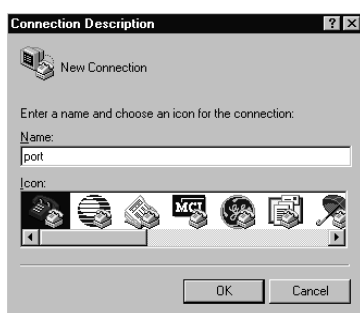 Connection Description
New Connection
Enter a name and choose an icon for the connection:
Name:
port
Icon:
MCI
OK Cancel